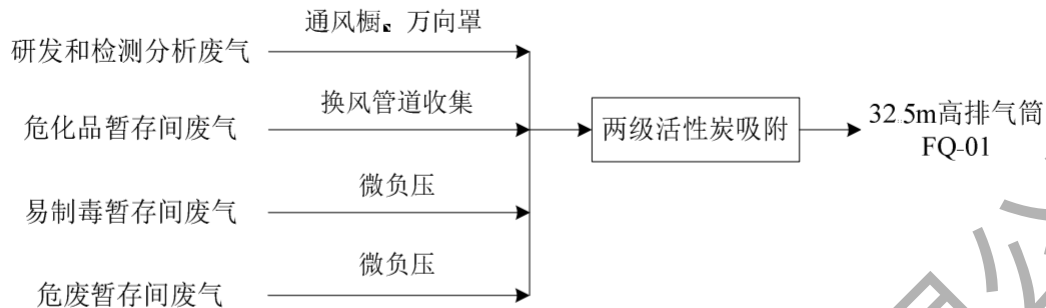 通风橱、万向罩
研发和检测分析废气
换风管道收集
危化品暂存间废气
两级活性炭吸附
32.5m高排气筒
FQ-01
微负压
易制毒暂存间废气
微负压
危废暂存间废气